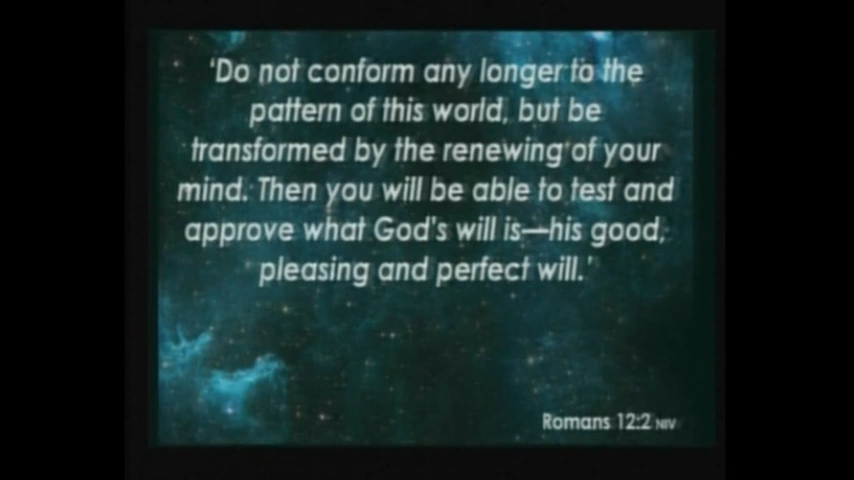 'Do not conform any longer to the
pattern of this world, but be
transformed by the renewing of your
mind. Then you will be able to test and
approve what God's will is—his good,
pleasing and perfect will.'
Romans 12:2 NIV